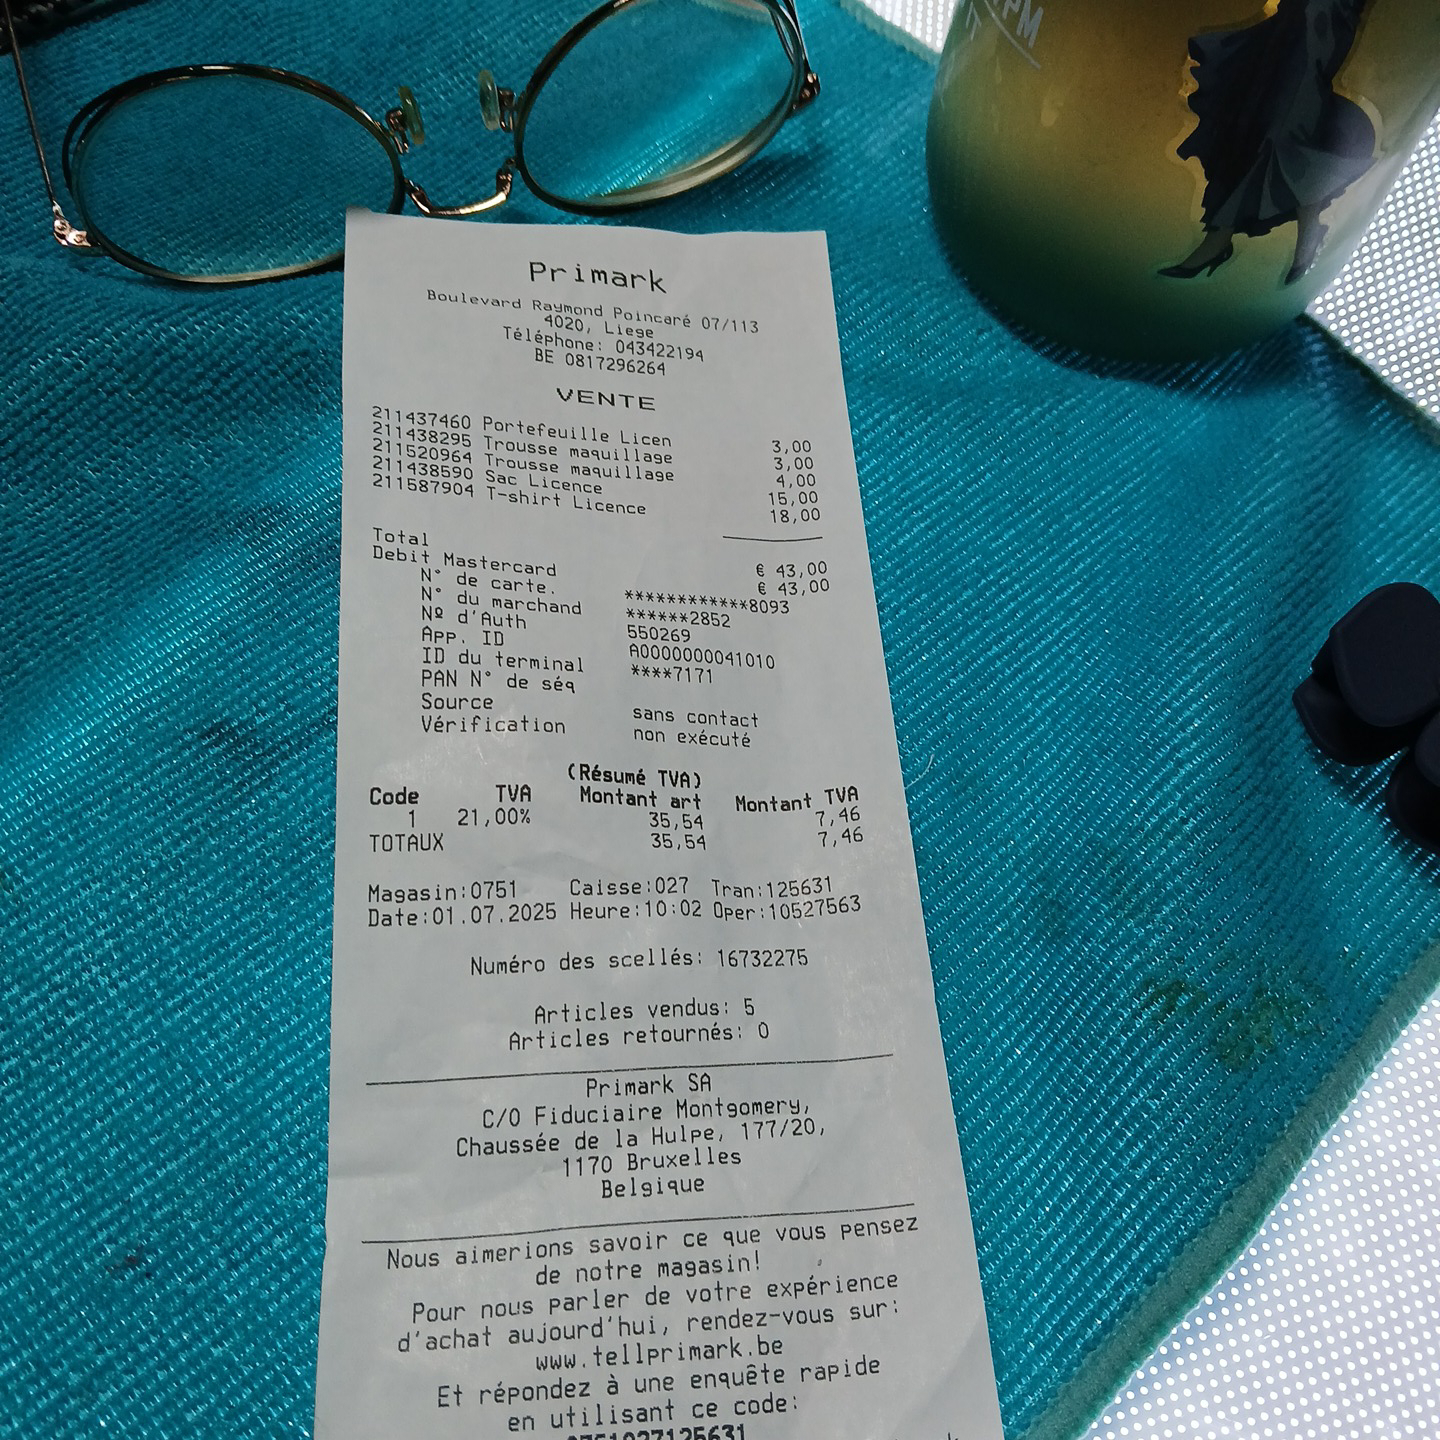 PM
Primark
Boulevard Raymond Poincaré 07/113
4020, Liege
Téléphone: 043422194
BE 0817296264
VENTE
211437460 Portefeuille Licen 3,00
211438295 Trousse maquillage 3,00
211520964 Trousse maquillage 4,00
211438590 Sac Licence 15,00
211587904 T-shirt Licence 18,00
Total € 43,00
Debit Mastercard € 43,00
N° de carte. ************8093
N° du marchand ******2852
Nº d'Auth 550269
App. ID A0000000041010
ID du terminal ****7171
PAN N° de séq
Source sans contact
Vérification non exécuté
(Résumé TVA)
Code TVA Montant art Montant TVA
1 21,00% 35,54 7,46
TOTAUX 35,54 7,46
Magasin:0751 Caisse:027 Tran:125631
Date:01.07.2025 Heure:10:02 Oper:10527563
Numéro des scellés: 16732275
Articles vendus: 5
Articles retournés: 0
Primark SA
C/O Fiduciaire Montgomery,
Chaussée de la Hulpe, 177/20,
1170 Bruxelles
Belgique
Nous aimerions savoir ce que vous pensez
de notre magasin!
Pour nous parler de votre expérience
d'achat aujourd'hui, rendez-vous sur:
www.tellprimark.be
Et répondez à une enquête rapide
en utilisant ce code:
0751027125631